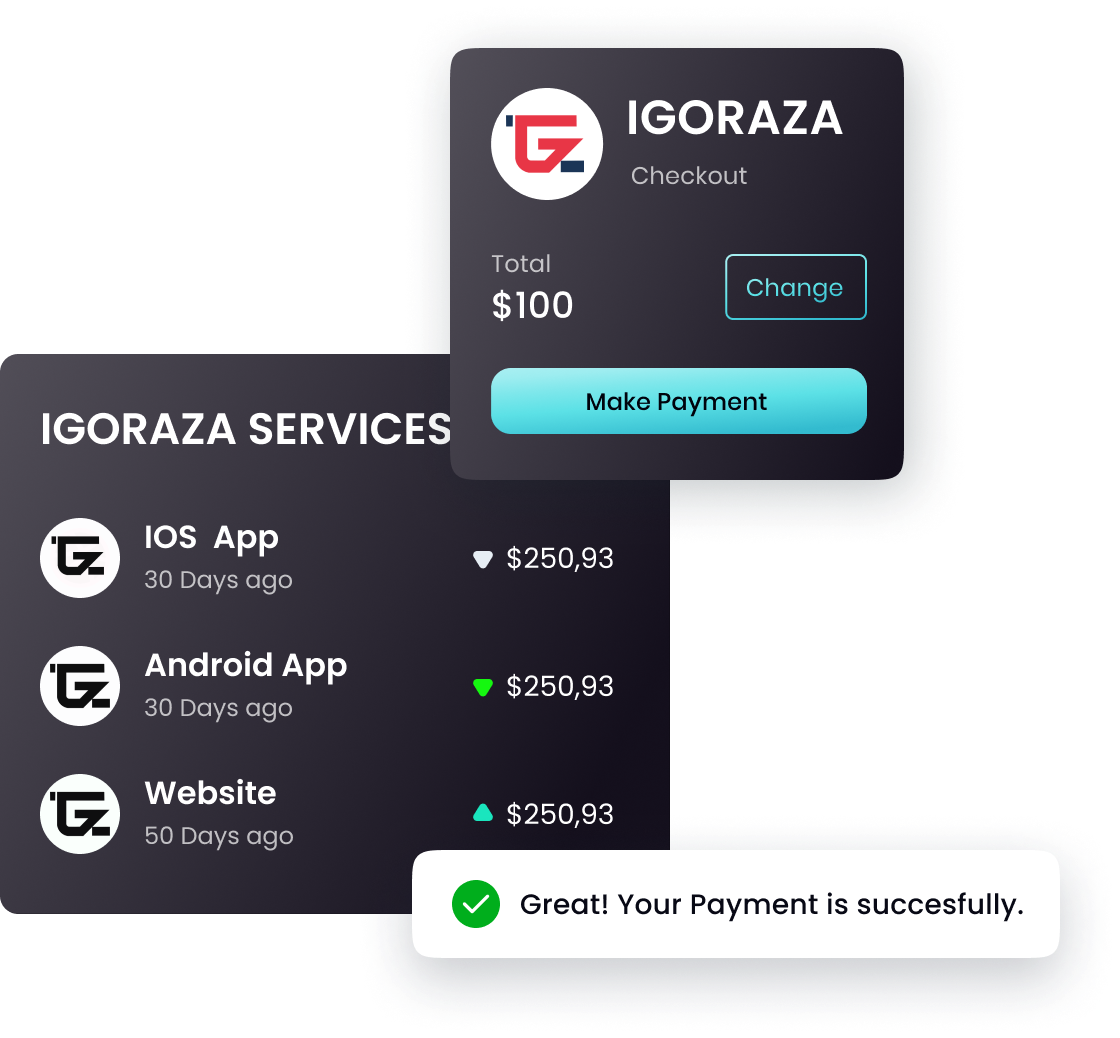 IGORAZA
Checkout
Total
$100
Change
Make Payment
IGORAZA SERVICES
IOS App
30 Days ago
$250,93
Android App
30 Days ago
$250,93
Website
50 Days ago
$250,93
Great! Your Payment is succesfully.